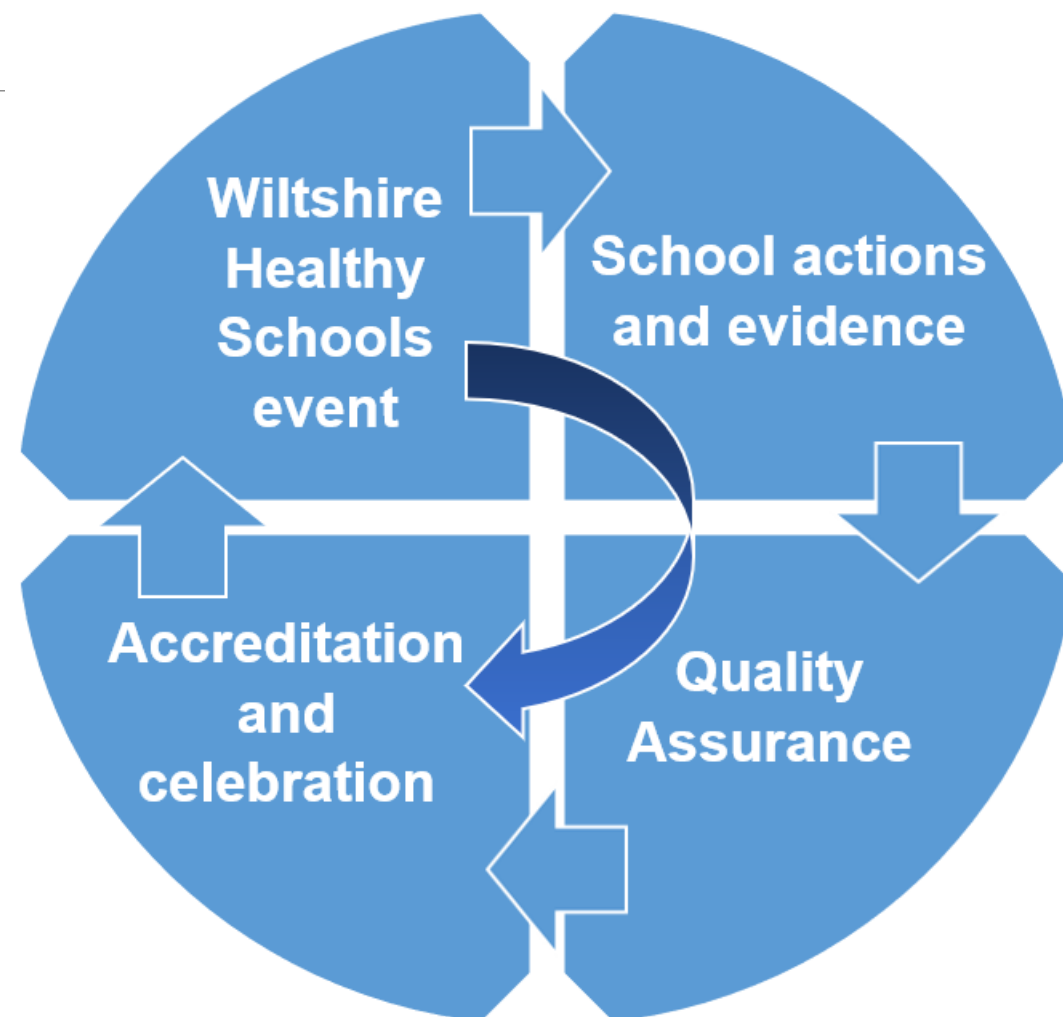 Wiltshire
Healthy
Schools
event
School actions
and evidence
Quality
Assurance
Accreditation
and
celebration